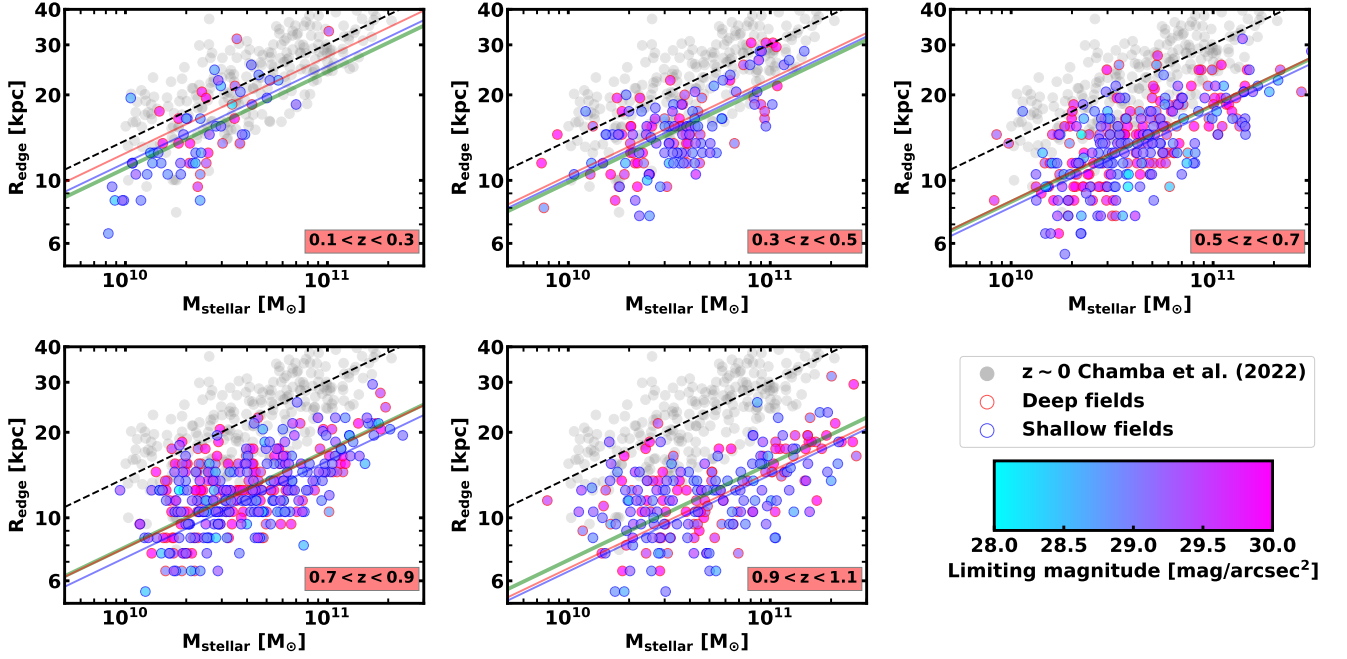 40
30
20
10
6
R_edge [kpc]
0.1 < z < 0.3
10^10
10^11
M_stellar [M_⊙]
40
30
20
10
6
R_edge [kpc]
0.3 < z < 0.5
10^10
10^11
M_stellar [M_⊙]
40
30
20
10
6
R_edge [kpc]
0.5 < z < 0.7
10^10
10^11
M_stellar [M_⊙]
40
30
20
10
6
R_edge [kpc]
0.7 < z < 0.9
10^10
10^11
M_stellar [M_⊙]
40
30
20
10
6
R_edge [kpc]
0.9 < z < 1.1
10^10
10^11
M_stellar [M_⊙]
z ~ 0 Chamba et al. (2022)
Deep fields
Shallow fields
28.0 28.5 29.0 29.5 30.0
Limiting magnitude [mag/arcsec²]